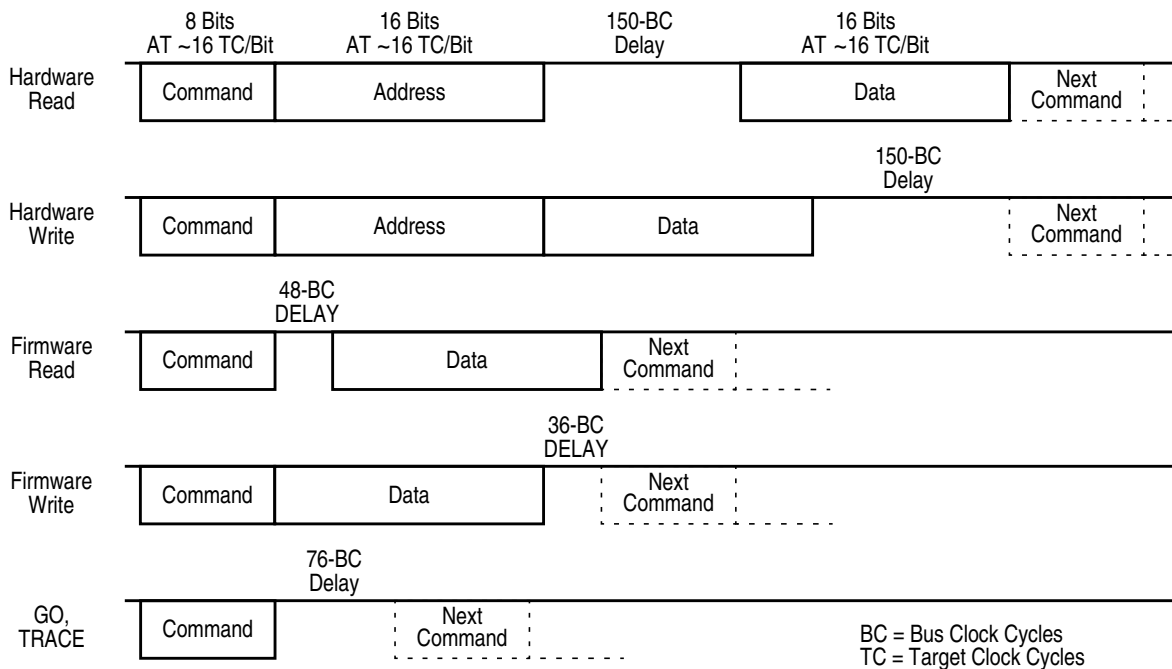 8 Bits
AT ~16 TC/Bit
16 Bits
AT ~16 TC/Bit
150-BC
Delay
16 Bits
AT ~16 TC/Bit
Hardware
Read
Command
Address
Data
Next
Command
150-BC
Delay
Hardware
Write
Command
Address
Data
Next
Command
48-BC
DELAY
Firmware
Read
Command
Data
Next
Command
36-BC
DELAY
Firmware
Write
Command
Data
Next
Command
76-BC
Delay
GO,
TRACE
Command
Next
Command
BC = Bus Clock Cycles
TC = Target Clock Cycles